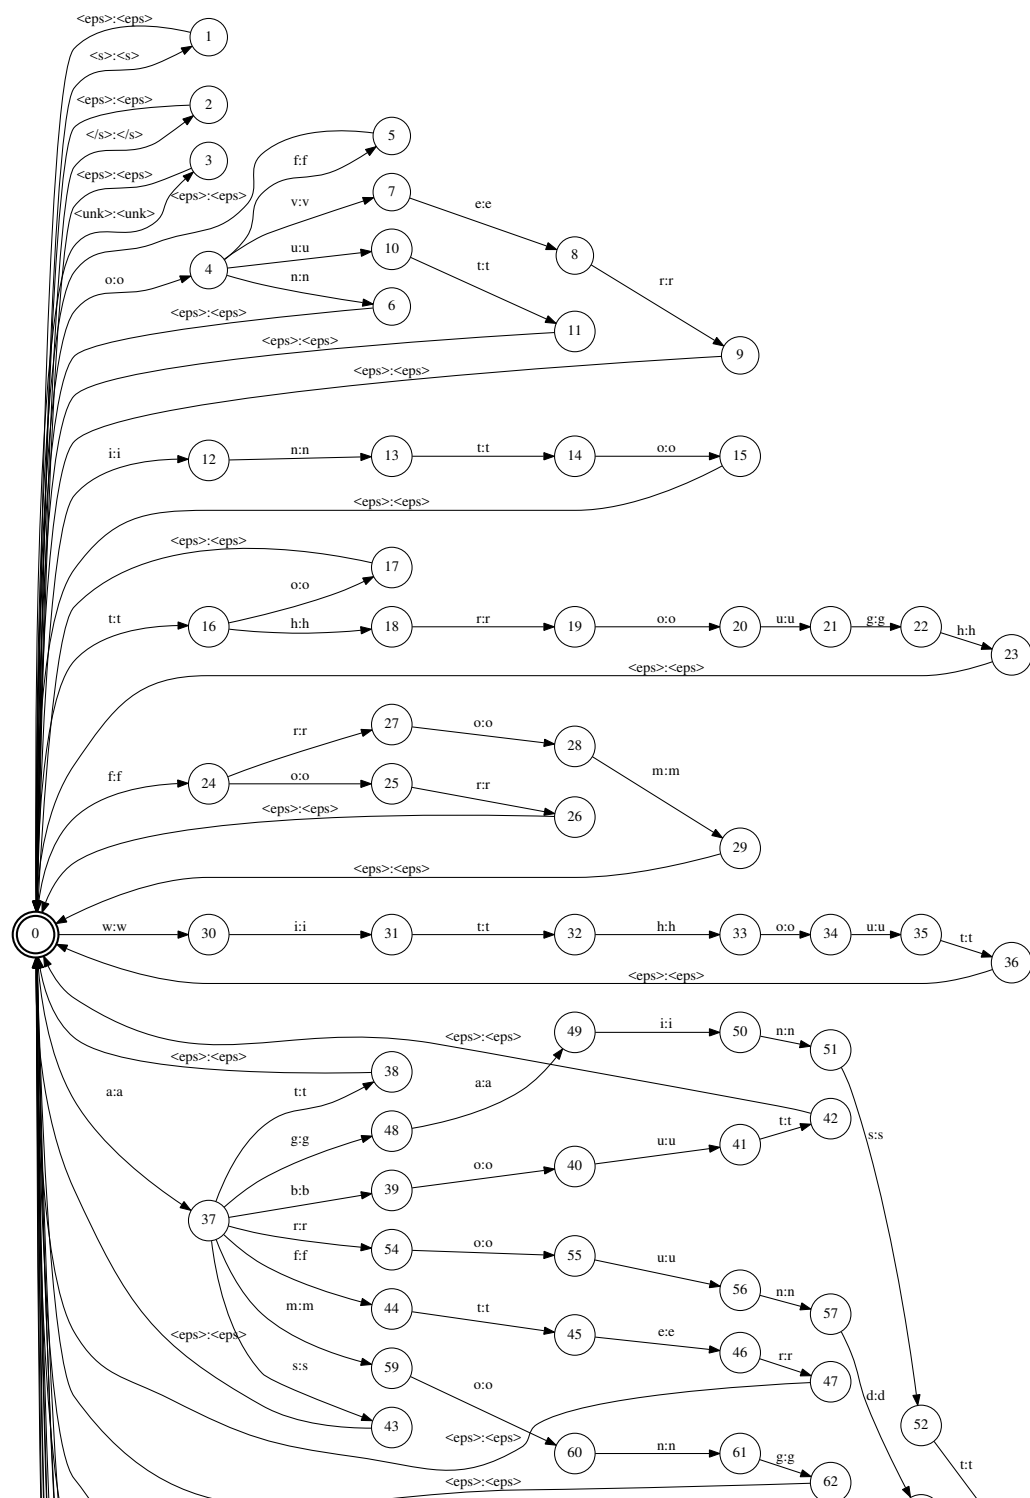 <eps>:<eps>
1
<s>:<s>
<eps>:<eps>
2
</s>:</s>
5
<eps>:<eps>
3
f:f
<eps>:<eps>
7
v:v
e:e
<unk>:<unk>
u:u
10
8
4
t:t
o:o
n:n
r:r
6
<eps>:<eps>
11
<eps>:<eps>
9
<eps>:<eps>
i:i
12
n:n
13
t:t
14
o:o
15
<eps>:<eps>
<eps>:<eps>
17
o:o
t:t
16
h:h
18
r:r
19
o:o
20
u:u
21
g:g
22
h:h
23
<eps>:<eps>
27
o:o
r:r
28
f:f
24
o:o
25
r:r
m:m
<eps>:<eps>
26
29
<eps>:<eps>
0
w:w
30
i:i
31
t:t
32
h:h
33
o:o
34
u:u
35
t:t
36
<eps>:<eps>
49
i:i
50
n:n
51
<eps>:<eps>
<eps>:<eps>
38
a:a
a:a
t:t
42
t:t
g:g
48
s:s
u:u
41
o:o
40
b:b
39
37
r:r
54
o:o
55
u:u
f:f
56
n:n
57
m:m
44
t:t
45
e:e
46
r:r
<eps>:<eps>
s:s
59
47
o:o
d:d
43
52
<eps>:<eps>
60
n:n
61
g:g
t:t
62
<eps>:<eps>